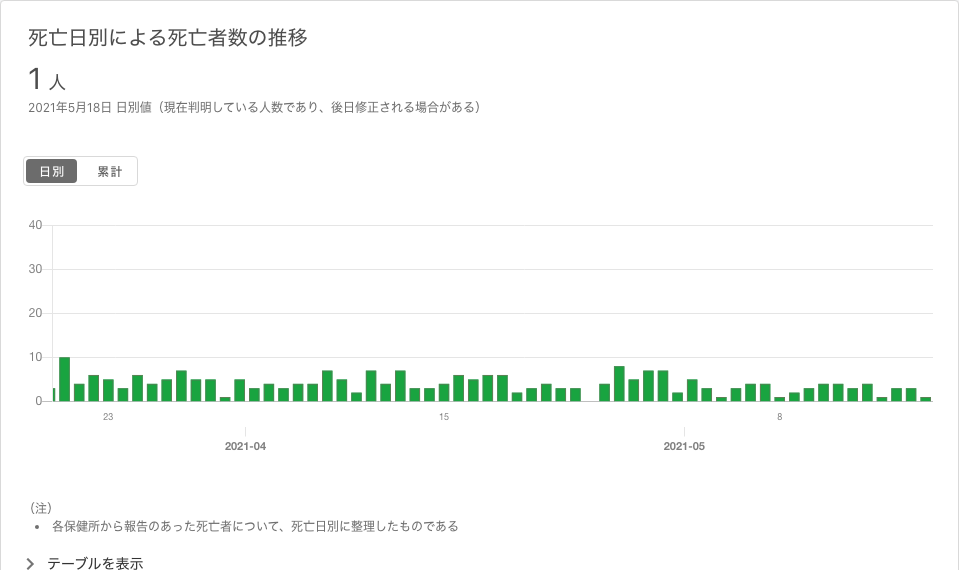 死亡日別による死亡者数の推移
1 人
2021年5月18日 日別値（現在判明している人数であり、後日修正される場合がある）
日別 累計
40
30
20
10
0
23 15 8
2021-04 2021-05
（注）
• 各保健所から報告のあった死亡者について、死亡日別に整理したものである
テーブルを表示